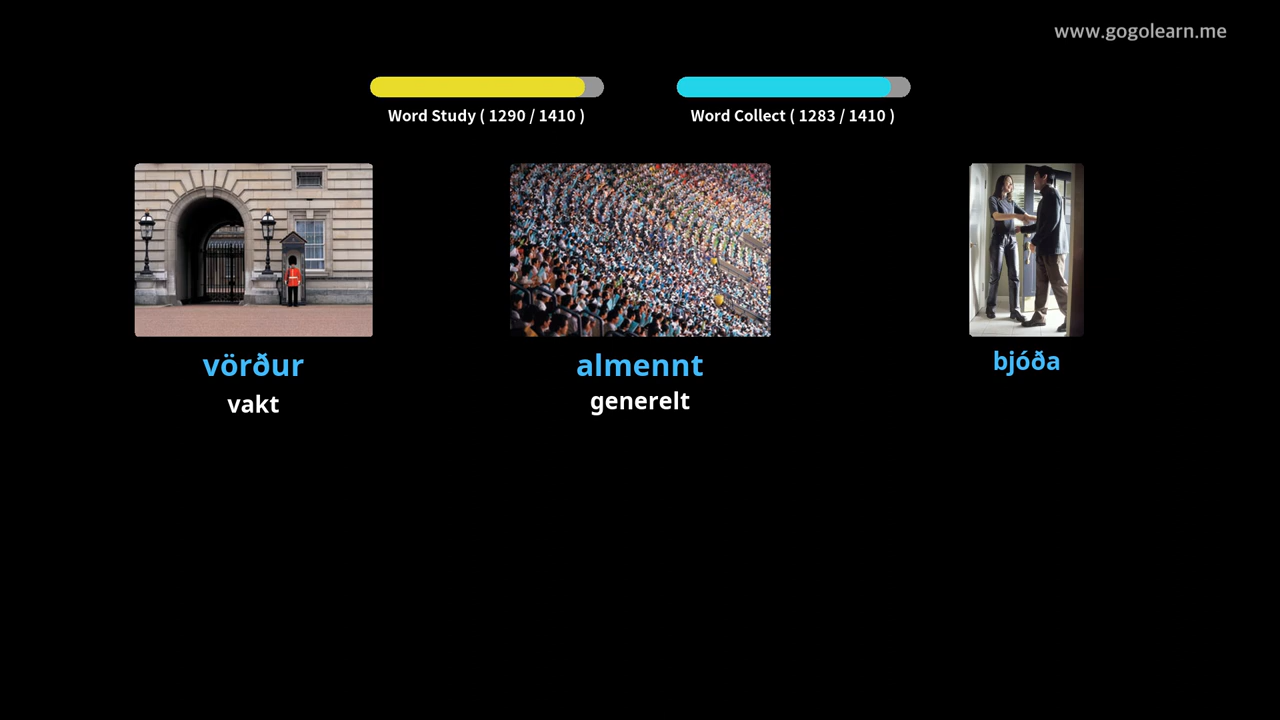 www.gogolearn.me
Word Study ( 1290 / 1410 )
Word Collect ( 1283 / 1410 )
vörður
vakt
almennt
generelt
bjóða